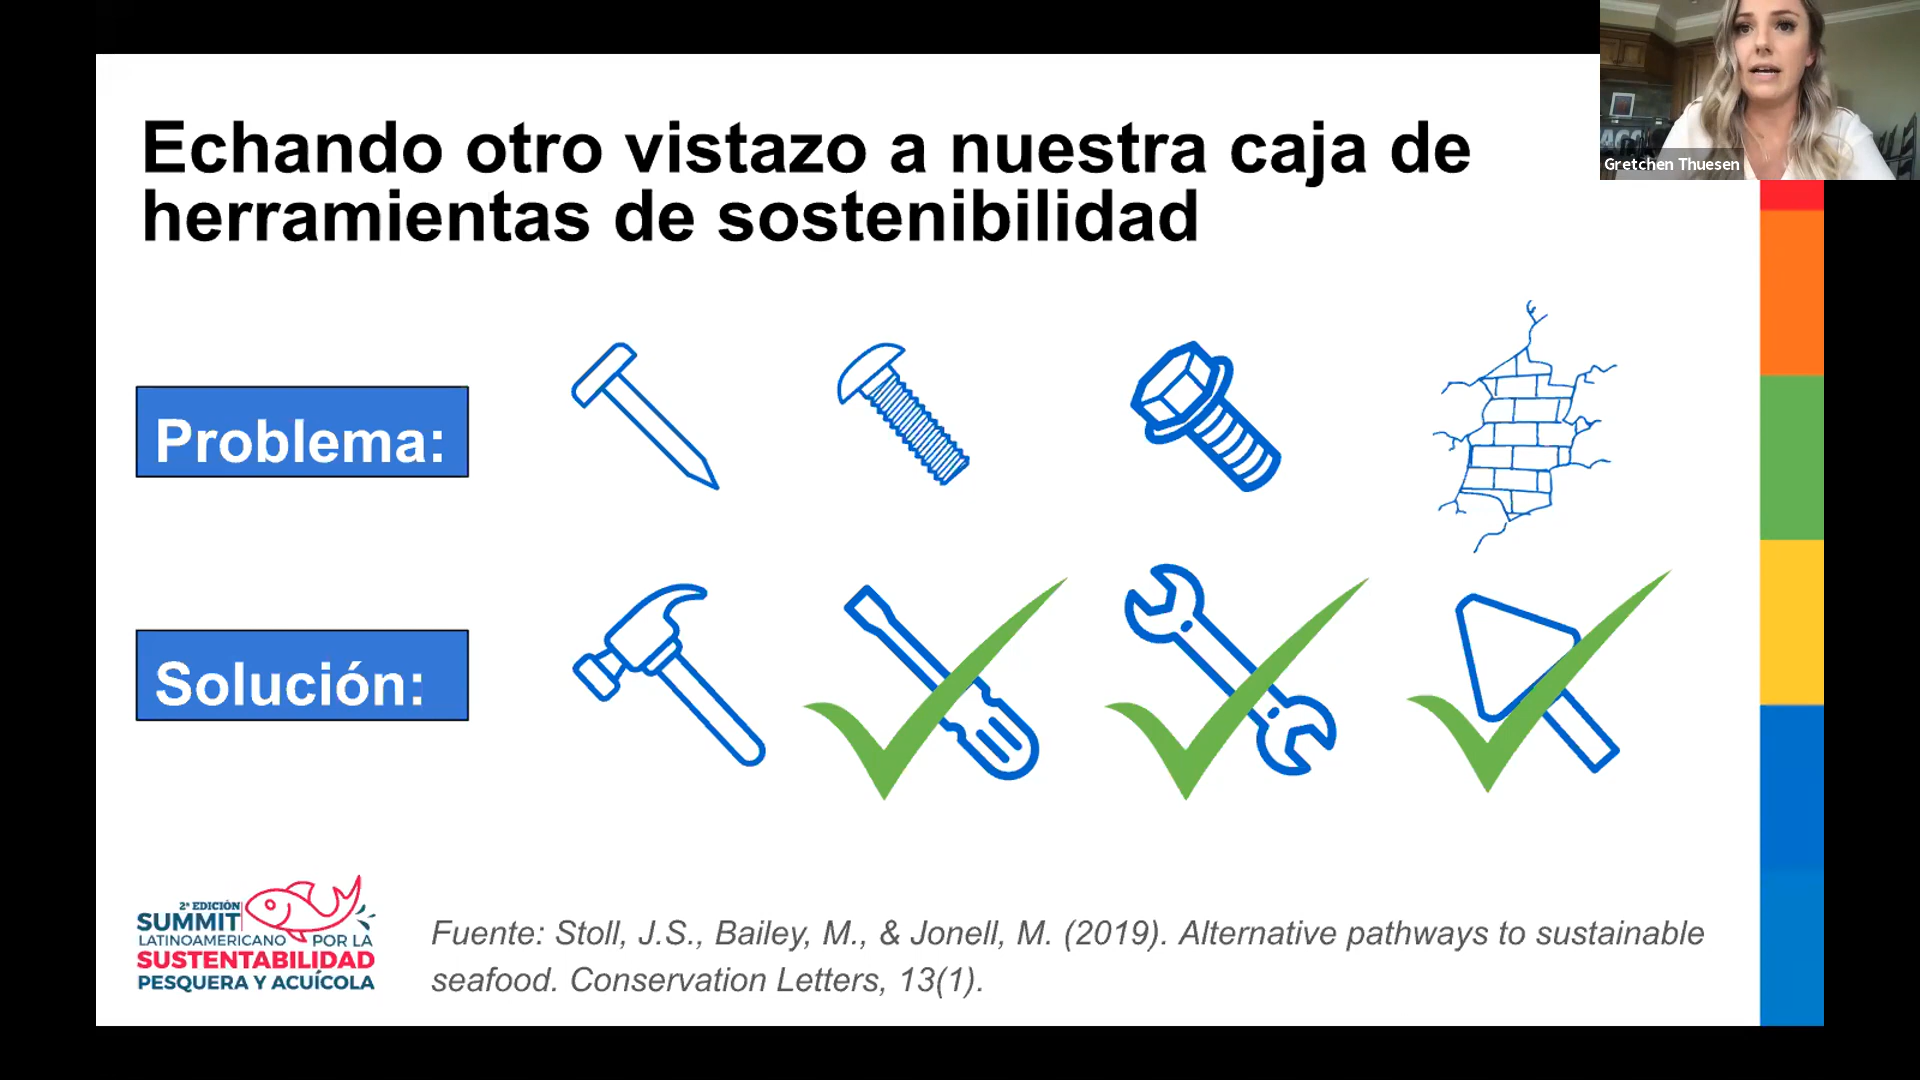 Echando otro vistazo a nuestra caja de
herramientas de sostenibilidad
Gretchen Thuesen
Problema:
Solución:
2ª EDICIÓN
SUMMIT
LATINOAMERICANO POR LA
SUSTENTABILIDAD
PESQUERA Y ACUÍCOLA
Fuente: Stoll, J.S., Bailey, M., & Jonell, M. (2019). Alternative pathways to sustainable
seafood. Conservation Letters, 13(1).